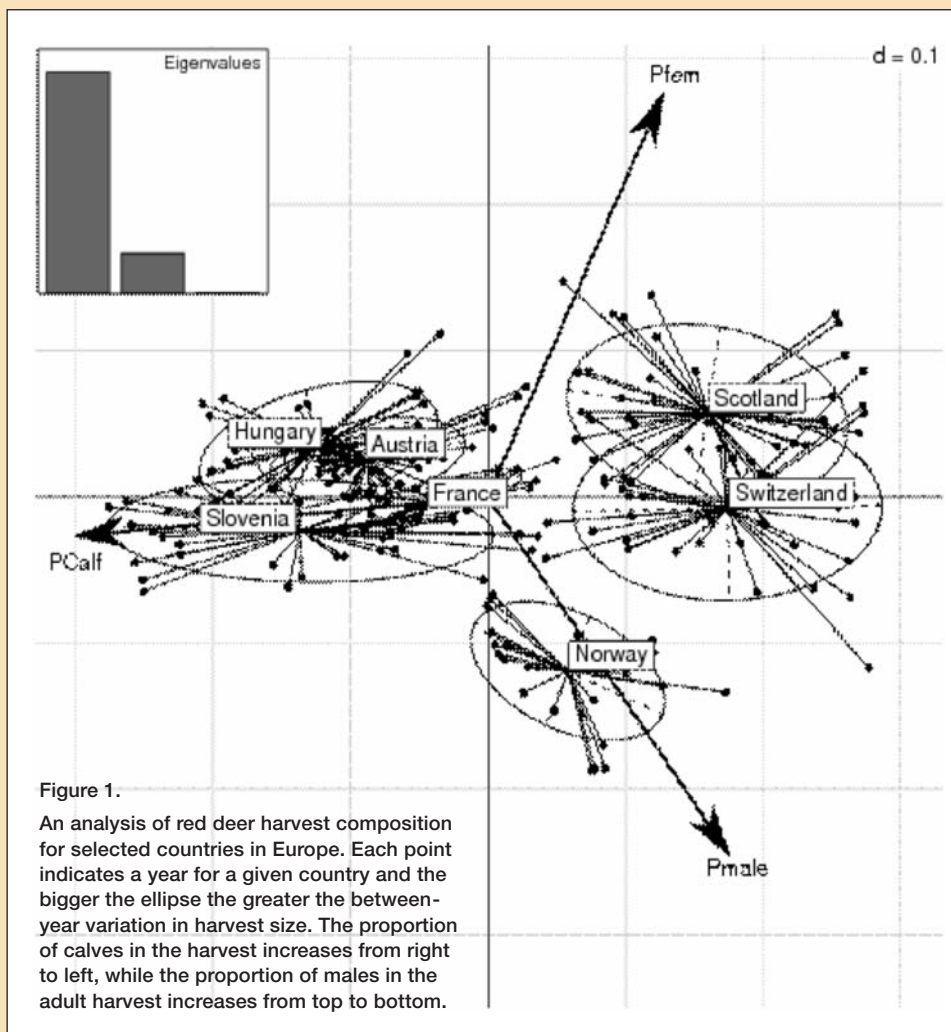 Eigenvalues
d = 0.1
Pfem
Scotland
Hungary
Austria
France
Switzerland
Slovenia
PCalf
Norway
Pmale
Figure 1.
An analysis of red deer harvest composition
for selected countries in Europe. Each point
indicates a year for a given country and the
bigger the ellipse the greater the between-
year variation in harvest size. The proportion
of calves in the harvest increases from right
to left, while the proportion of males in the
adult harvest increases from top to bottom.